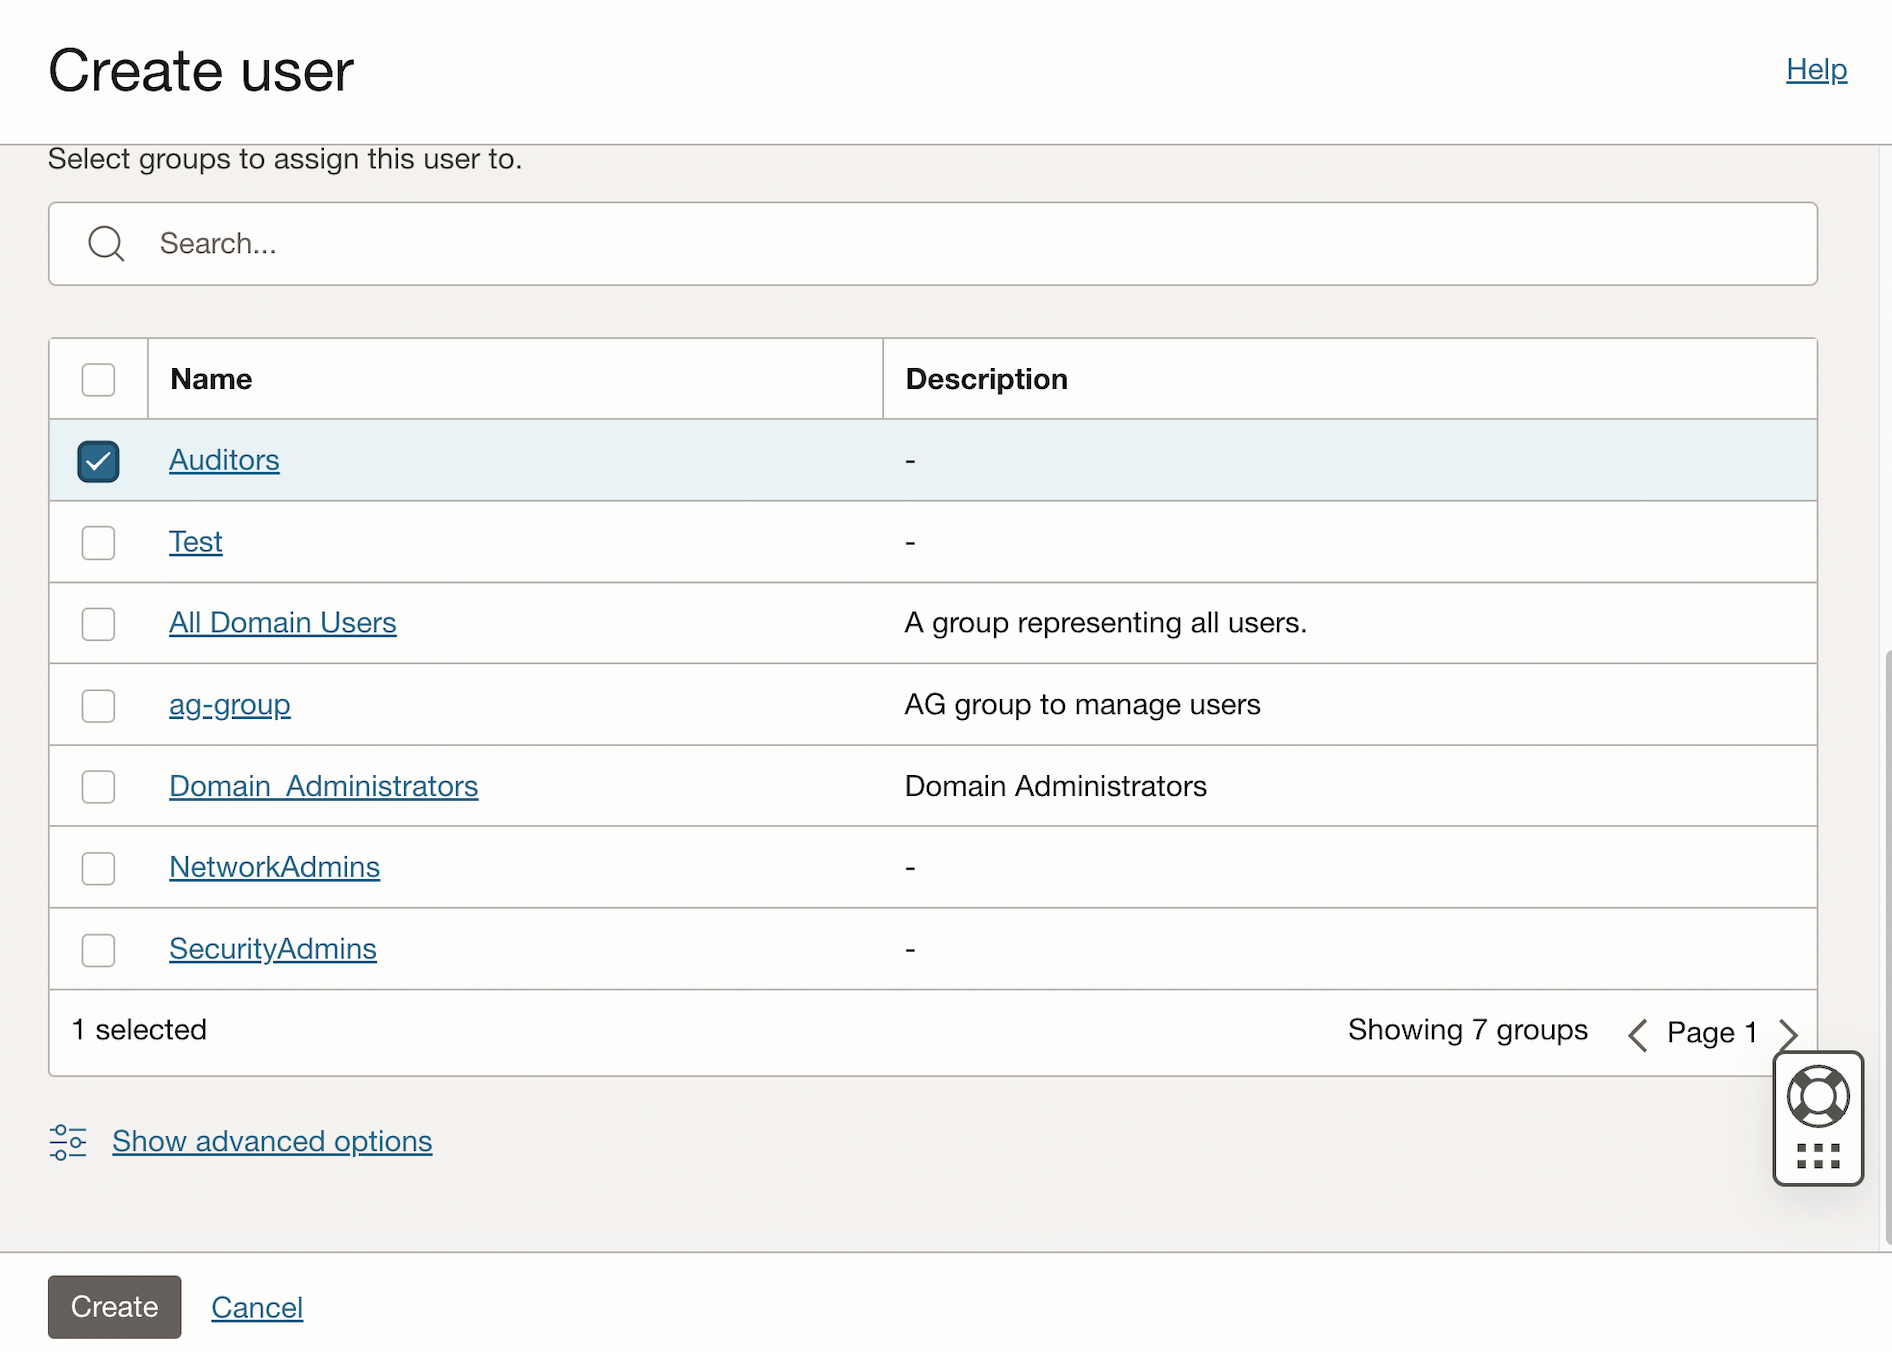 Create user
Help
Select groups to assign this user to.
Search...
Name
Description
Auditors
-
Test
-
All Domain Users
A group representing all users.
ag-group
AG group to manage users
Domain_Administrators
Domain Administrators
NetworkAdmins
-
SecurityAdmins
-
1 selected
Showing 7 groups
Page 1
Show advanced options
Create
Cancel